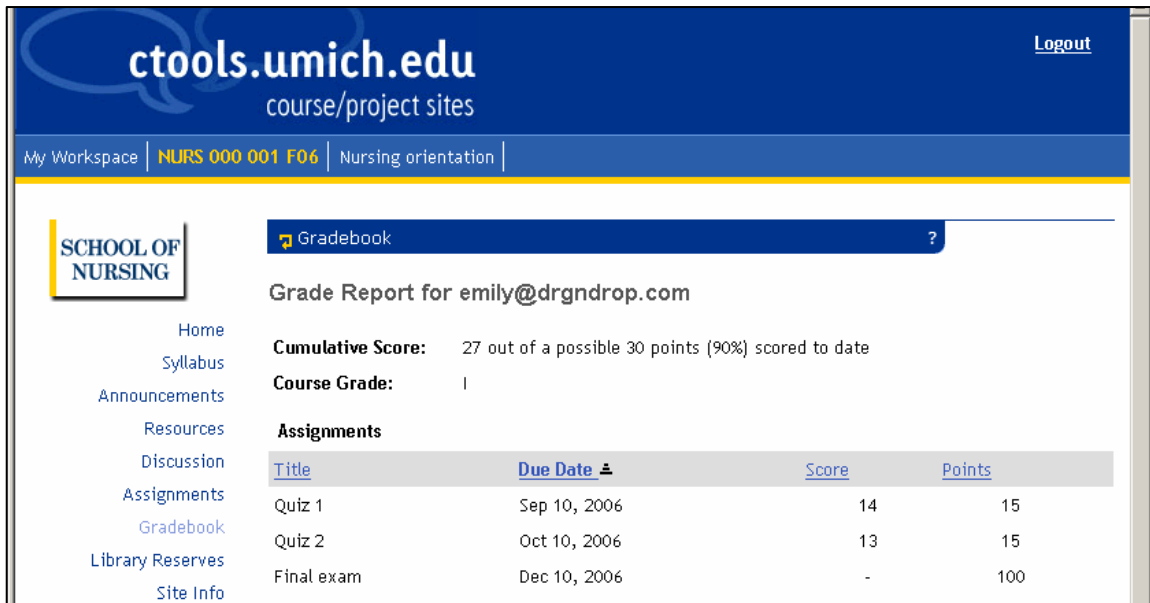 ctools.umich.edu
Logout
course/project sites
My Workspace NURS 000 001 F06 Nursing orientation
SCHOOL OF
NURSING
Home
Syllabus
Announcements
Resources
Discussion
Assignments
Gradebook
Library Reserves
Site Info
Gradebook ?
Grade Report for emily@drgndrop.com
Cumulative Score: 27 out of a possible 30 points (90%) scored to date
Course Grade: I
Assignments
Title Due Date Score Points
Quiz 1 Sep 10, 2006 14 15
Quiz 2 Oct 10, 2006 13 15
Final exam Dec 10, 2006 - 100